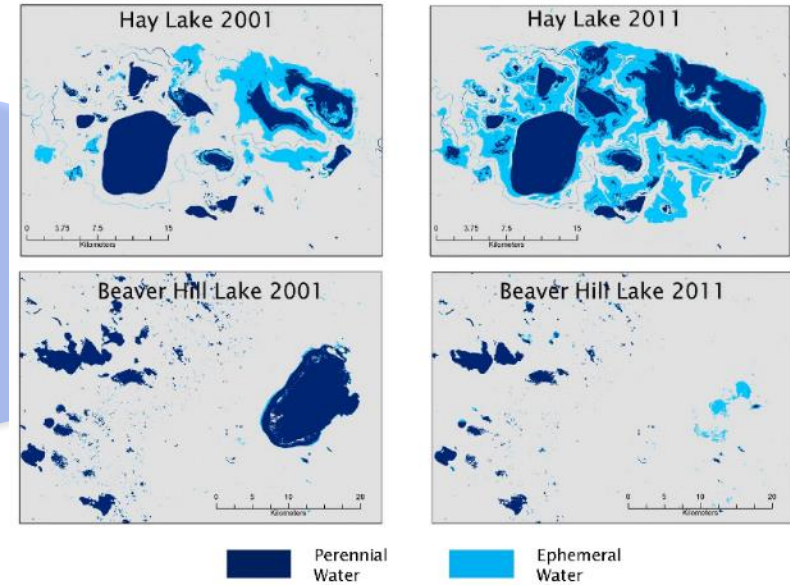 Hay Lake 2001
0 3.75 7.5 15
Kilometers
Hay Lake 2011
0 3.75 7.5 15
Kilometers
Beaver Hill Lake 2001
0 5 10 20
Kilometers
Beaver Hill Lake 2011
0 5 10 20
Kilometers
Perennial
Water
Ephemeral
Water